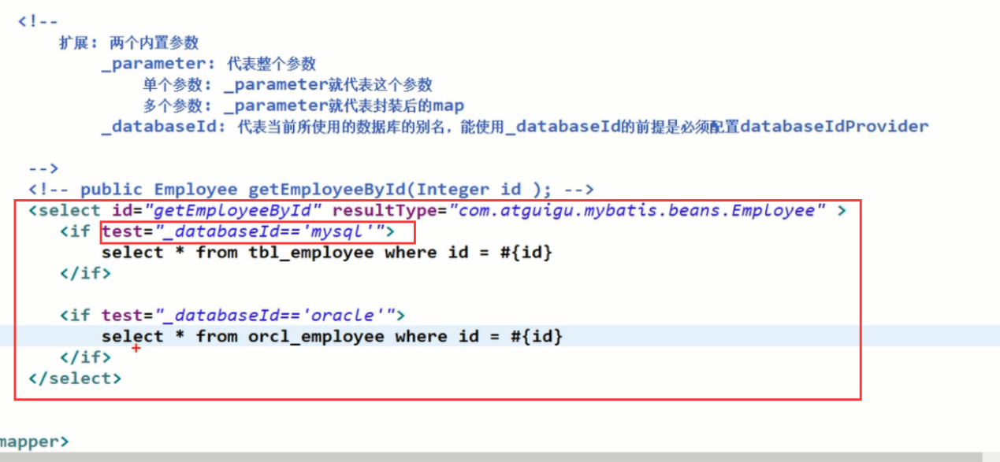 <!--
扩展: 两个内置参数
_parameter: 代表整个参数
单个参数: _parameter就代表这个参数
多个参数: _parameter就代表封装后的map
_databaseId: 代表当前所使用的数据库的别名, 能使用_databaseId的前提是必须配置databaseIdProvider
-->
<!-- public Employee getEmployeeById(Integer id ); -->
<select id="getEmployeeById" resultType="com.atguigu.mybatis.beans.Employee" >
<if test="_databaseId=='mysql'">
select * from tbl_employee where id = #{id}
</if>
<if test="_databaseId=='oracle'">
select * from orcl_employee where id = #{id}
</if>
</select>
mapper>